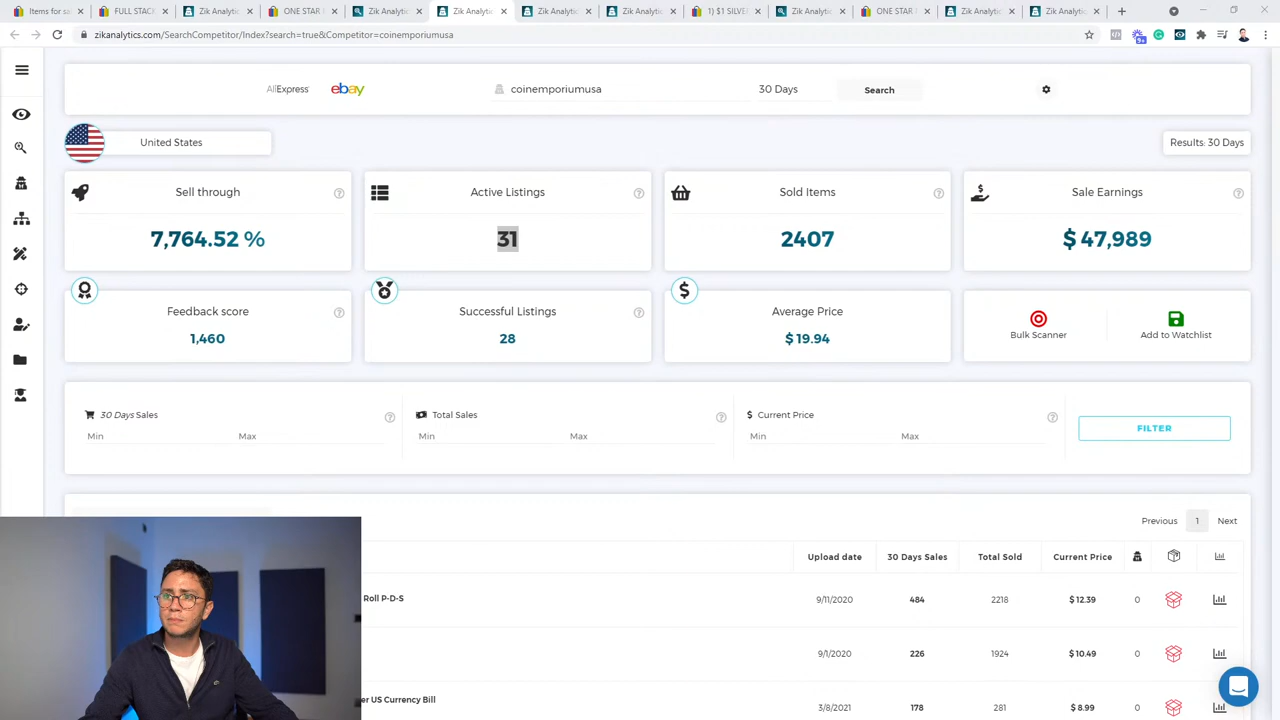 Items for sa
FULL STACK
Zik Analytic
ONE STAR
Zik Analytic
Zik Analytic
Zik Analytic
Zik Analytic
1) $1 SILVER
Zik Analytic
ONE STAR
Zik Analytic
Zik Analytic
zikanalytics.com/SearchCompetitor/Index?search=true&Competitor=coinemporiumusa
9+
AliExpress
ebay
coinemporiumusa
30 Days
Search
United States
Results: 30 Days
Sell through
Active Listings
Sold Items
Sale Earnings
7,764.52 %
31
2407
$ 47,989
Feedback score
Successful Listings
Average Price
1,460
28
$ 19.94
Bulk Scanner
Add to Watchlist
30 Days Sales
Total Sales
Current Price
Min
Max
Min
Max
Min
Max
FILTER
Previous
1
Next
Upload date
30 Days Sales
Total Sold
Current Price
Roll P-D-S
9/11/2020
484
2218
$ 12.39
0
9/1/2020
226
1924
$ 10.49
0
er US Currency Bill
3/8/2021
178
281
$ 8.99
0